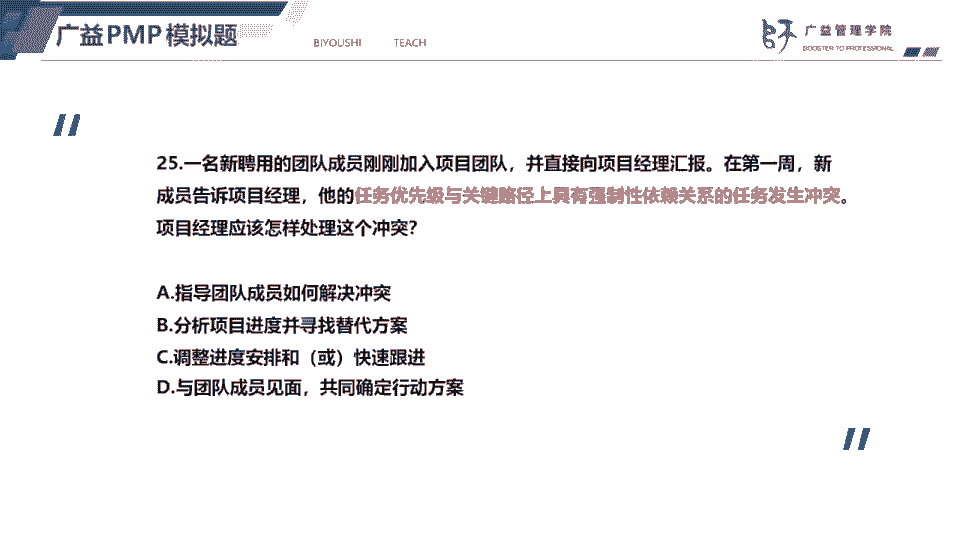 广益PMP模拟题
BIYOUSHI TEACH
广益管理学院
BOOSTER TO PROFESSIONAL
25.一名新聘用的团队成员刚刚加入项目团队，并直接向项目经理汇报。在第一周，新
成员告诉项目经理，他的任务优先级与关键路径上具有强制性依赖关系的任务发生冲突。
项目经理应该怎样处理这个冲突？
A.指导团队成员如何解决冲突
B.分析项目进度并寻找替代方案
C.调整进度安排和（或）快速跟进
D.与团队成员见面，共同确定行动方案